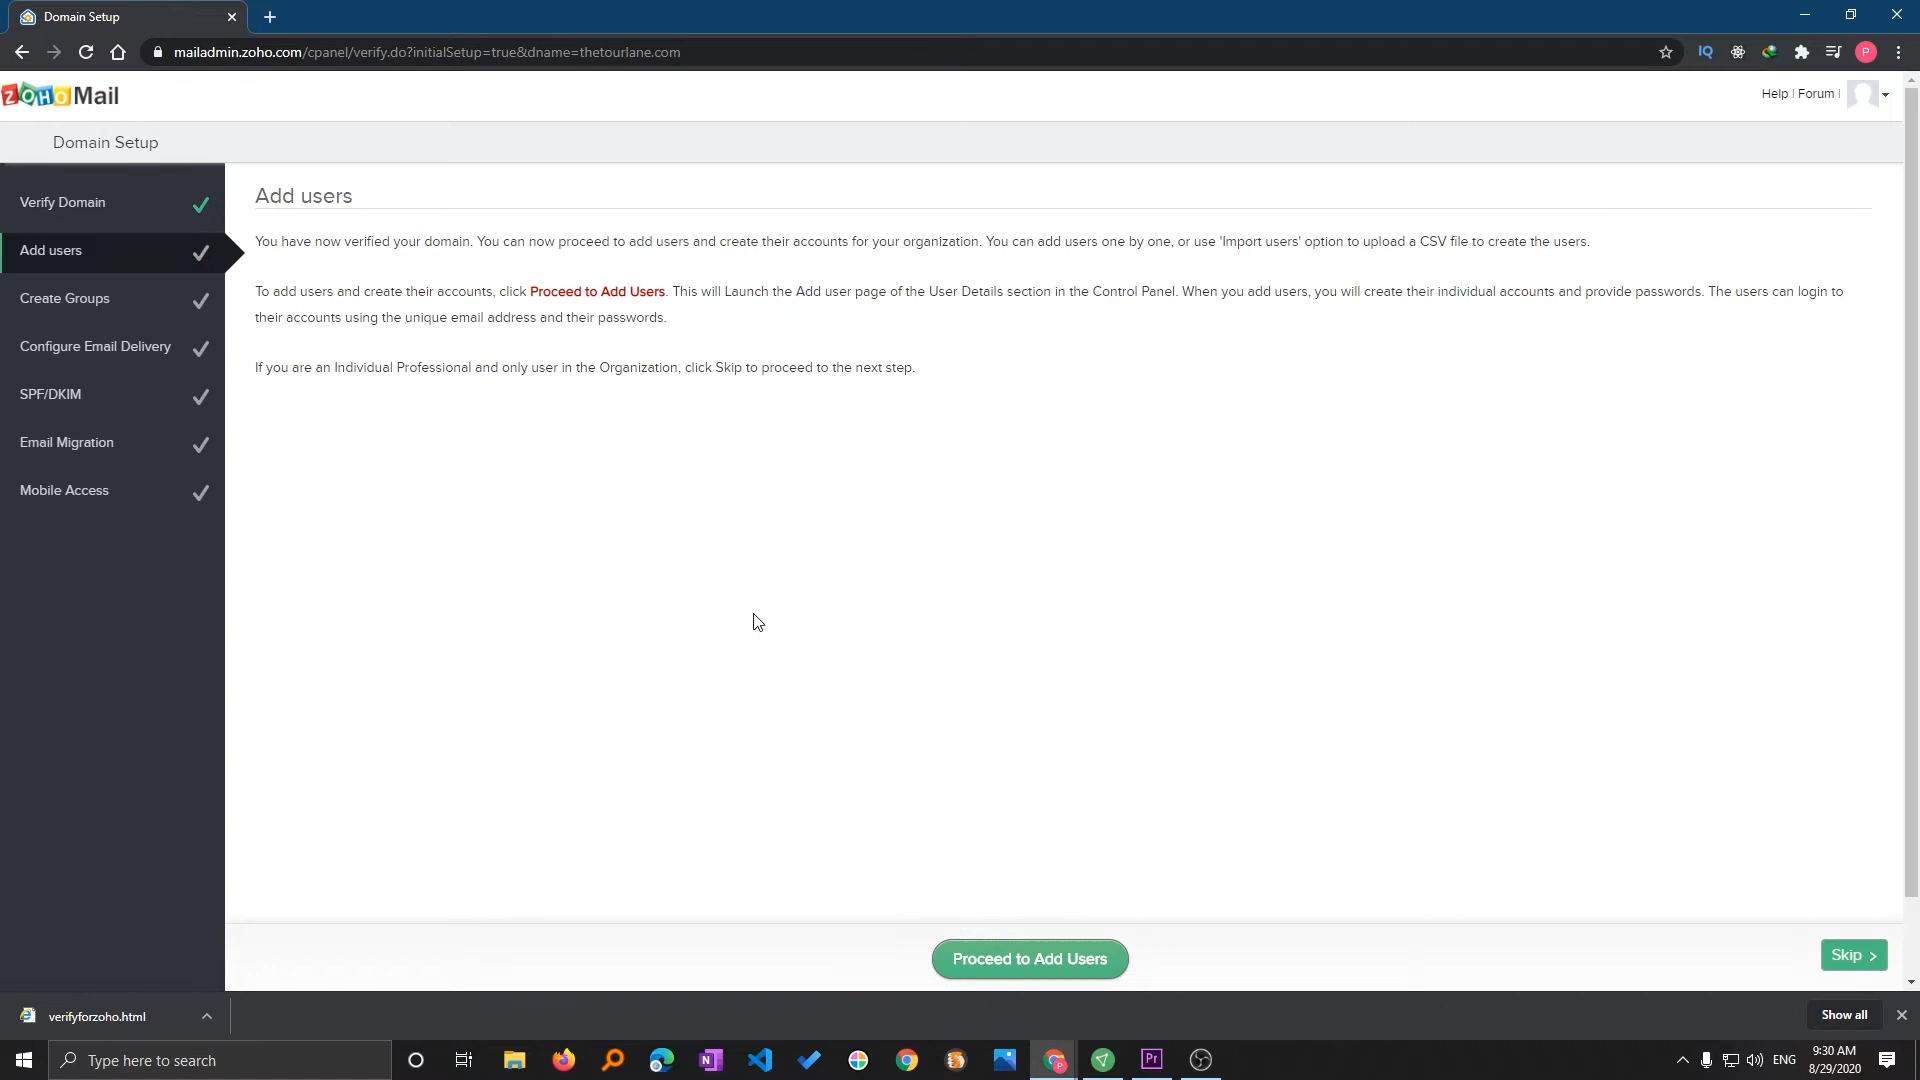 Domain Setup
mailadmin.zoho.com/cpanel/verify.do?initialSetup=true&dname=thetourlane.com
IQ
P
ZOHO Mail
Help | Forum |
Domain Setup
Verify Domain
Add users
Create Groups
Configure Email Delivery
SPF/DKIM
Email Migration
Mobile Access
Add users
You have now verified your domain. You can now proceed to add users and create their accounts for your organization. You can add users one by one, or use 'Import users' option to upload a CSV file to create the users.
To add users and create their accounts, click Proceed to Add Users. This will Launch the Add user page of the User Details section in the Control Panel. When you add users, you will create their individual accounts and provide passwords. The users can login to
their accounts using the unique email address and their passwords.
If you are an Individual Professional and only user in the Organization, click Skip to proceed to the next step.
Proceed to Add Users
Skip >
verifyforzoho.html
Show all
Type here to search
N
P
Pr
ENG
9:30 AM
8/29/2020